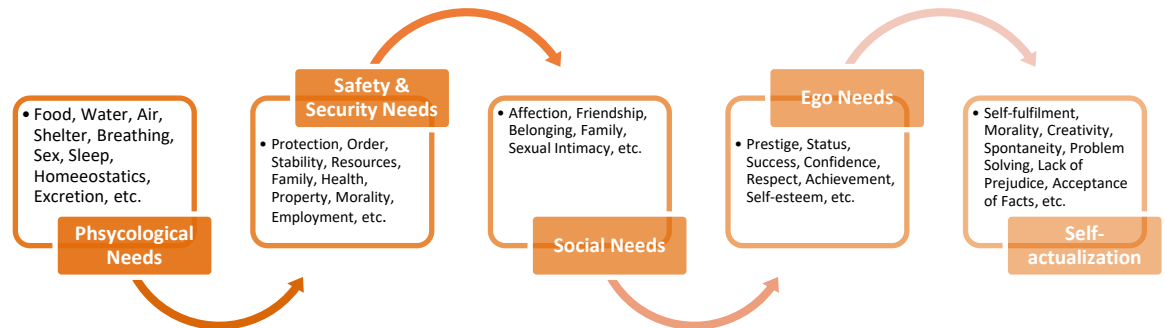 • Food, Water, Air,
Shelter, Breathing,
Sex, Sleep,
Homeeostatics,
Excretion, etc.
Phsycological
Needs
Safety &
Security Needs
• Protection, Order,
Stability, Resources,
Family, Health,
Property, Morality,
Employment, etc.
• Affection, Friendship,
Belonging, Family,
Sexual Intimacy, etc.
Social Needs
Ego Needs
• Prestige, Status,
Success, Confidence,
Respect, Achievement,
Self-esteem, etc.
• Self-fulfilment,
Morality, Creativity,
Spontaneity, Problem
Solving, Lack of
Prejudice, Acceptance
of Facts, etc.
Self-
actualization